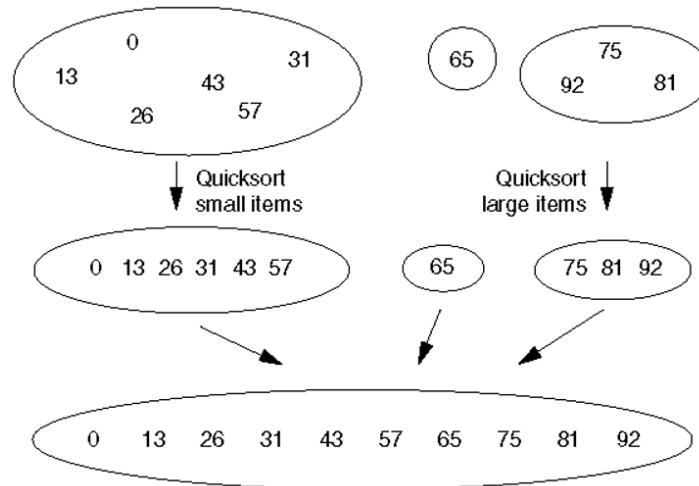 0
31
13
43
26
57
65
75
92
81
Quicksort
small items
Quicksort
large items
0 13 26 31 43 57
65
75 81 92
0 13 26 31 43 57 65 75 81 92